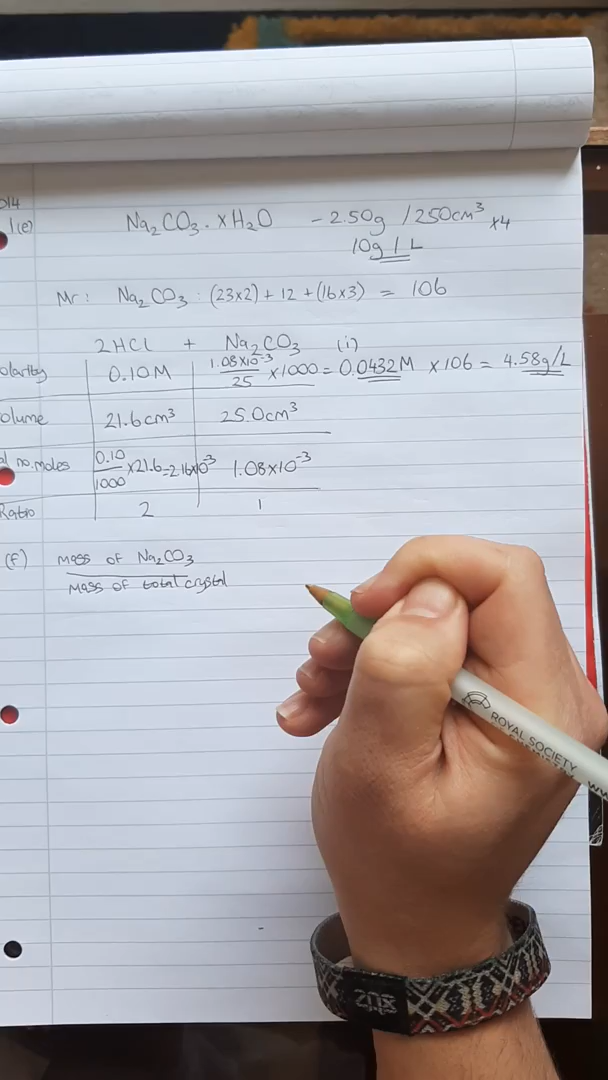 014
1(e) Na₂CO₃.xH₂O -2.50g /250cm³ x4
10g/L
Mr: Na₂CO₃: (23x2) + 12 + (16x3) = 106
2HCl + Na₂CO₃ (i)
olarity 0.10M 1.08x10⁻³/25 x1000 = 0.0432M x106 = 4.58g/L
olume 21.6cm³ 25.0cm³
no.moles 0.10/1000 x21.6=2.16x10⁻³ 1.08x10⁻³
Ratio 2 1
(f) mass of Na₂CO₃
mass of total crystal
ROYAL SOCIETY